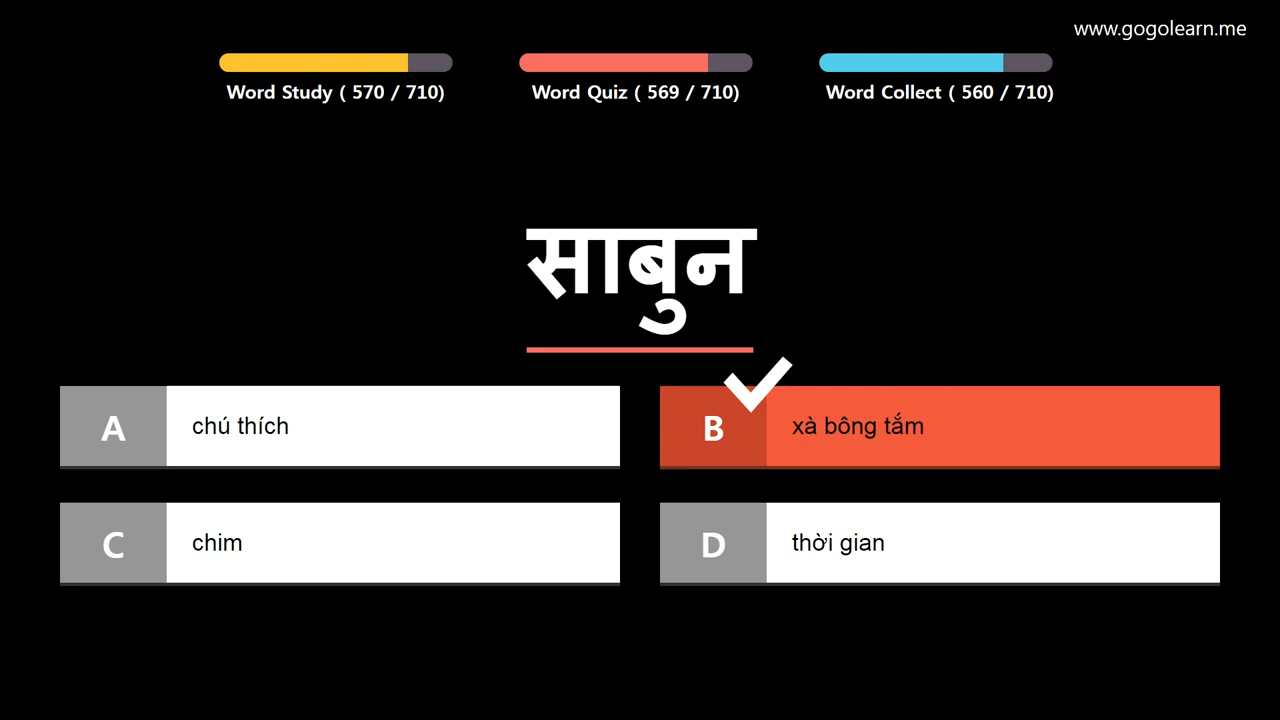 www.gogolearn.me
Word Study ( 570 / 710)
Word Quiz ( 569 / 710)
Word Collect ( 560 / 710)
साबुन
A chú thích
B xà bông tắm
C chim
D thời gian